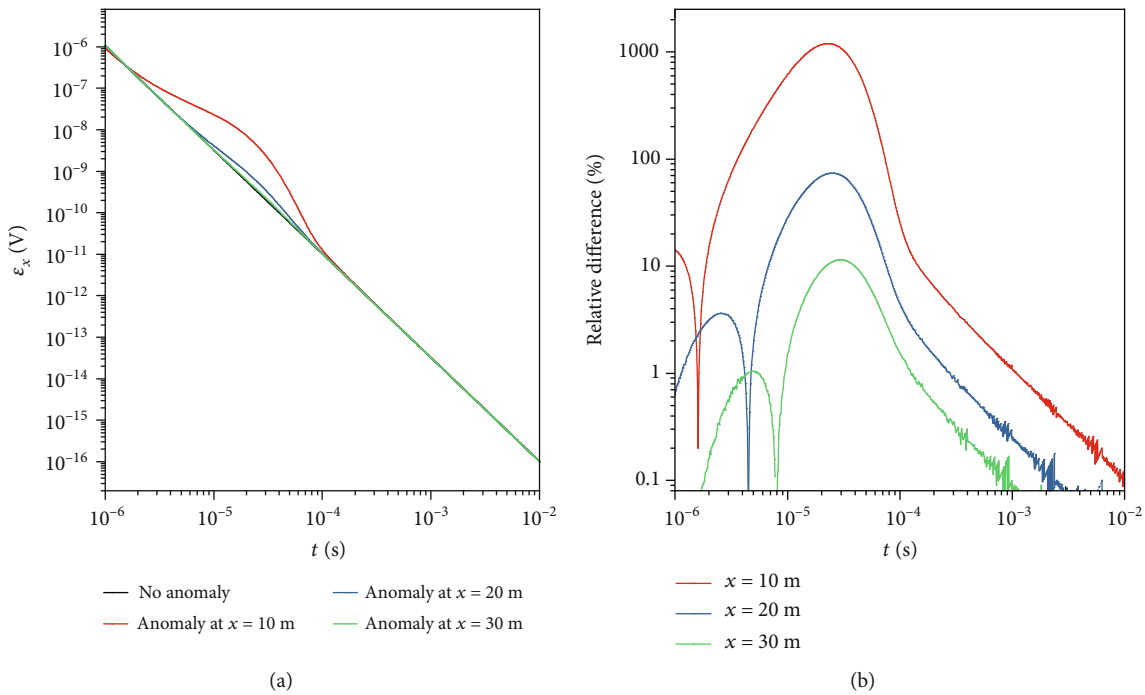 10⁻⁶
10⁻⁷
10⁻⁸
10⁻⁹
10⁻¹⁰
10⁻¹¹
10⁻¹²
10⁻¹³
10⁻¹⁴
10⁻¹⁵
10⁻¹⁶
εₓ (V)
10⁻⁶ 10⁻⁵ 10⁻⁴ 10⁻³ 10⁻²
t (s)
No anomaly
Anomaly at x = 10 m
Anomaly at x = 20 m
Anomaly at x = 30 m
(a)
1000
100
10
1
0.1
Relative difference (%)
10⁻⁶ 10⁻⁵ 10⁻⁴ 10⁻³ 10⁻²
t (s)
x = 10 m
x = 20 m
x = 30 m
(b)